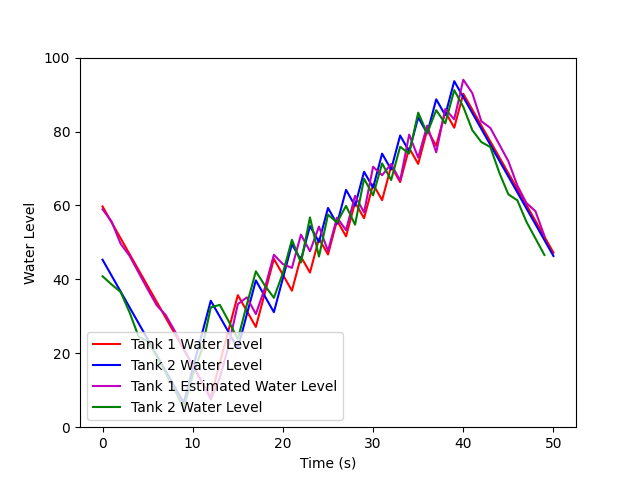 100
80
60
40
20
0
Water Level
Tank 1 Water Level
Tank 2 Water Level
Tank 1 Estimated Water Level
Tank 2 Water Level
0 10 20 30 40 50
Time (s)